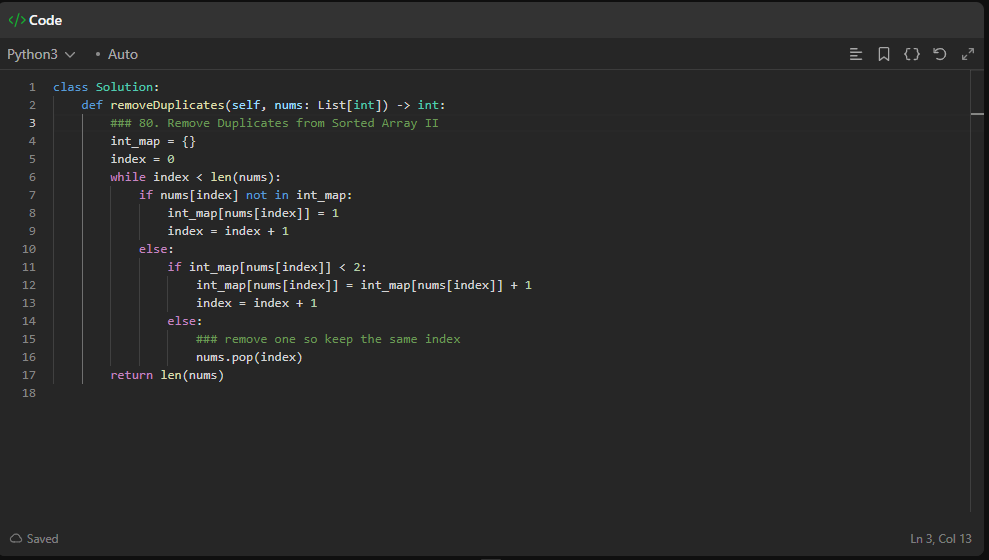 </> Code
Python3 • Auto
1 class Solution:
2     def removeDuplicates(self, nums: List[int]) -> int:
3         ### 80. Remove Duplicates from Sorted Array II
4         int_map = {}
5         index = 0
6         while index < len(nums):
7             if nums[index] not in int_map:
8                 int_map[nums[index]] = 1
9                 index = index + 1
10             else:
11                 if int_map[nums[index]] < 2:
12                     int_map[nums[index]] = int_map[nums[index]] + 1
13                     index = index + 1
14                 else:
15                     ### remove one so keep the same index
16                     nums.pop(index)
17         return len(nums)
18
Saved Ln 3, Col 13